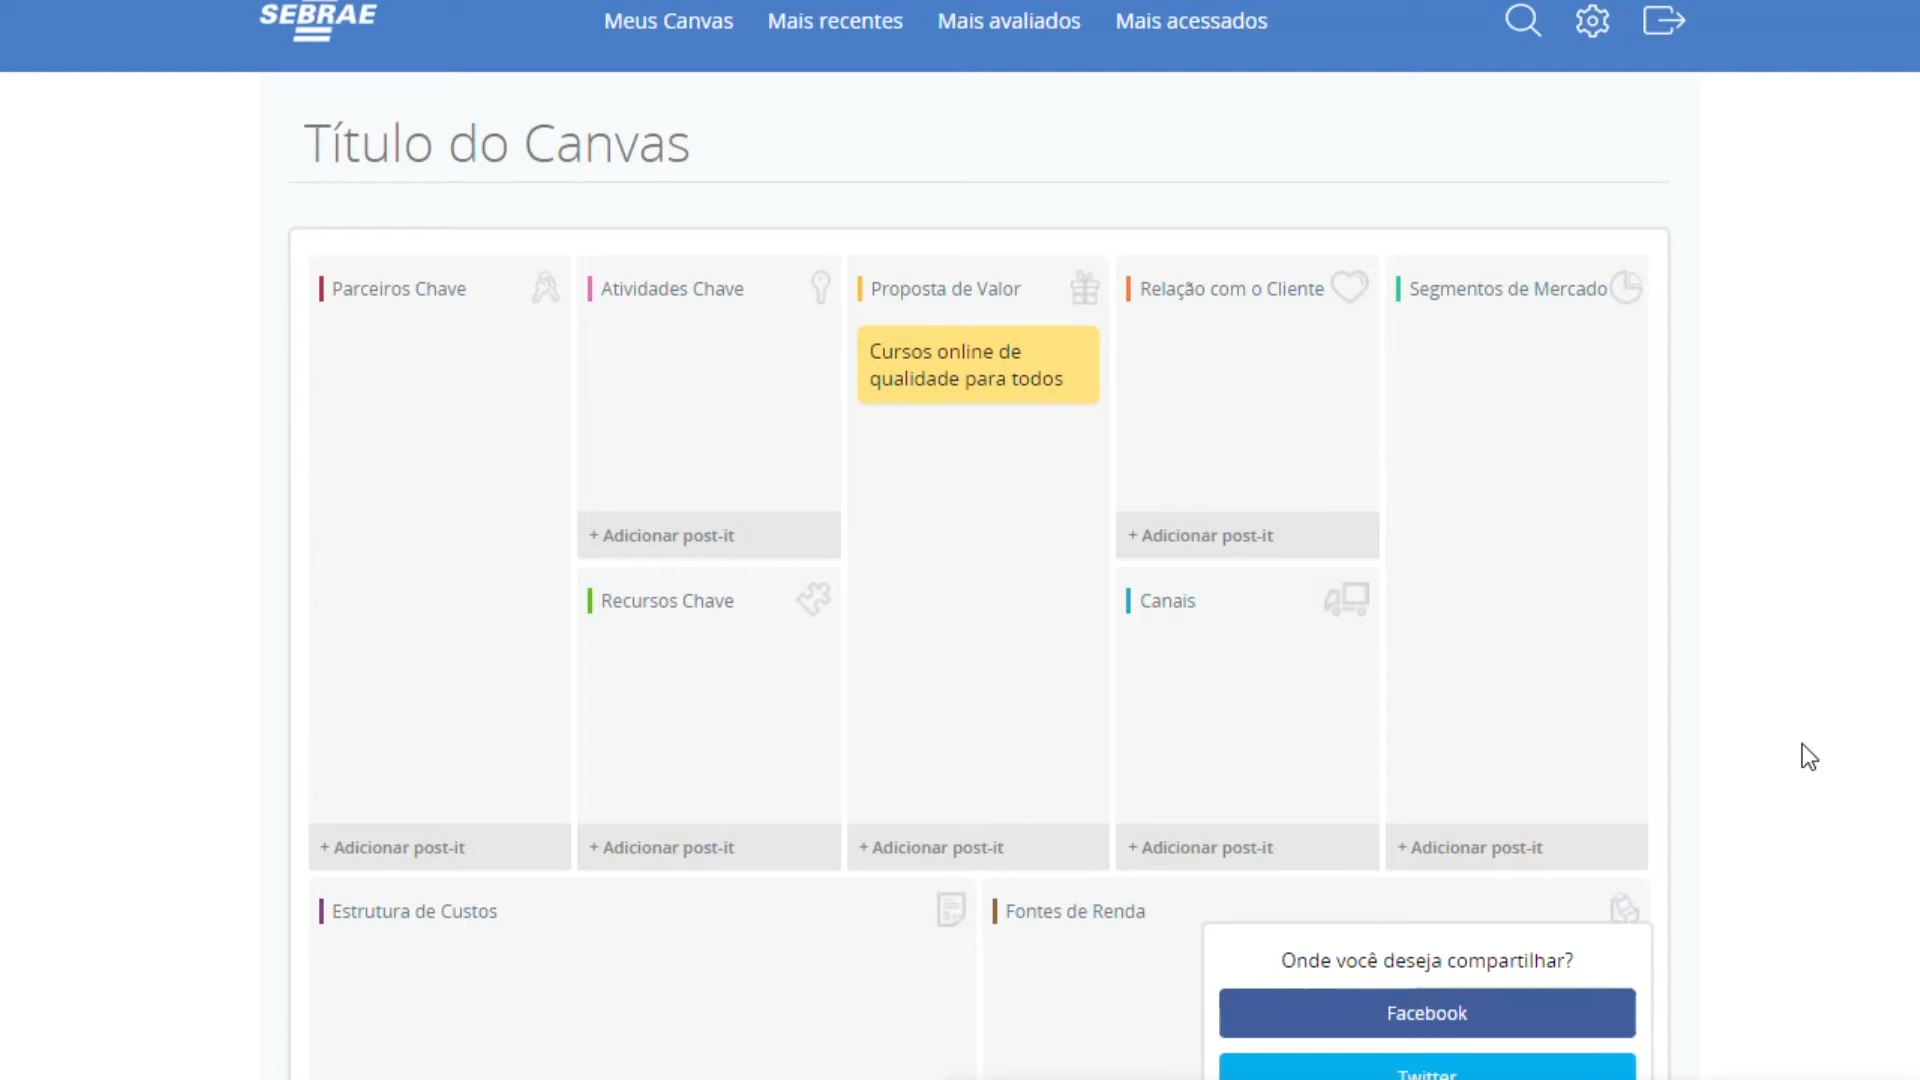 SEBRAE
Meus Canvas Mais recentes Mais avaliados Mais acessados
Título do Canvas
Parceiros Chave
Atividades Chave
Proposta de Valor
Relação com o Cliente
Segmentos de Mercado
Cursos online de
qualidade para todos
+ Adicionar post-it
+ Adicionar post-it
Recursos Chave
Canais
+ Adicionar post-it
+ Adicionar post-it
+ Adicionar post-it
+ Adicionar post-it
+ Adicionar post-it
Estrutura de Custos
Fontes de Renda
Onde você deseja compartilhar?
Facebook
Twitter